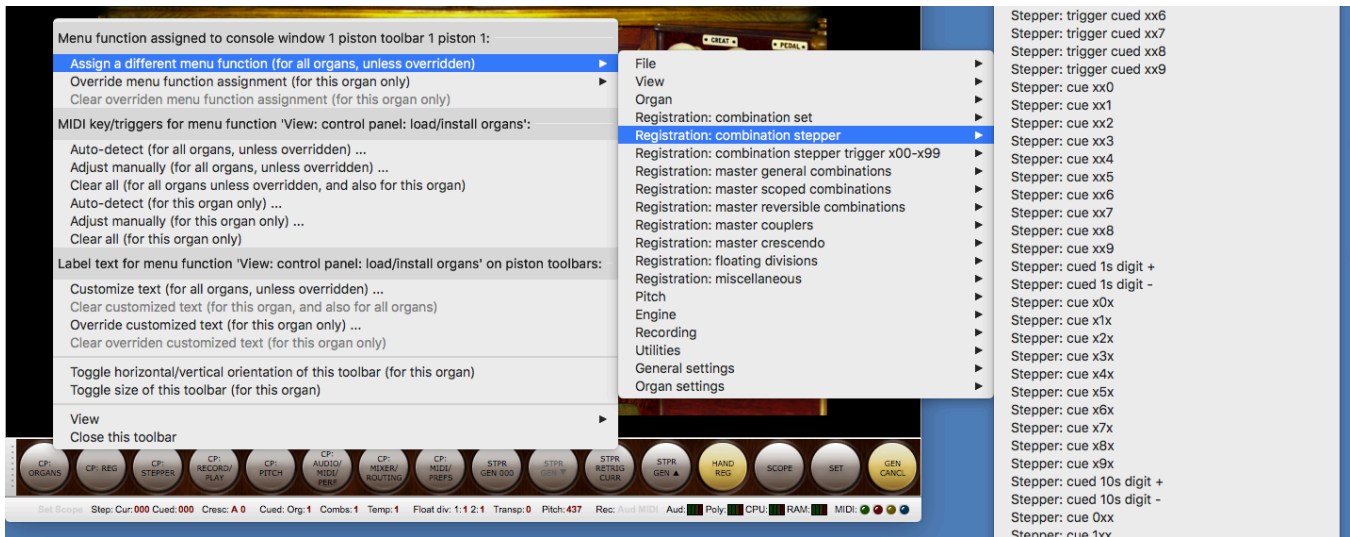 GREAT
PEDAL
Menu function assigned to console window 1 piston toolbar 1 piston 1:
Assign a different menu function (for all organs, unless overridden)
Override menu function assignment (for this organ only)
Clear overriden menu function assignment (for this organ only)
MIDI key/triggers for menu function 'View: control panel: load/install organs':
Auto-detect (for all organs, unless overridden) ...
Adjust manually (for all organs, unless overridden) ...
Clear all (for all organs unless overridden, and also for this organ)
Auto-detect (for this organ only) ...
Adjust manually (for this organ only) ...
Clear all (for this organ only)
Label text for menu function 'View: control panel: load/install organs' on piston toolbars:
Customize text (for all organs, unless overridden) ...
Clear customized text (for this organ, and also for all organs)
Override customized text (for this organ only) ...
Clear overriden customized text (for this organ only)
Toggle horizontal/vertical orientation of this toolbar (for this organ)
Toggle size of this toolbar (for this organ)
View
Close this toolbar
File
View
Organ
Registration: combination set
Registration: combination stepper
Registration: combination stepper trigger x00-x99
Registration: master general combinations
Registration: master scoped combinations
Registration: master reversible combinations
Registration: master couplers
Registration: master crescendo
Registration: floating divisions
Registration: miscellaneous
Pitch
Engine
Recording
Utilities
General settings
Organ settings
Stepper: trigger cued xx6
Stepper: trigger cued xx7
Stepper: trigger cued xx8
Stepper: trigger cued xx9
Stepper: cue xx0
Stepper: cue xx1
Stepper: cue xx2
Stepper: cue xx3
Stepper: cue xx4
Stepper: cue xx5
Stepper: cue xx6
Stepper: cue xx7
Stepper: cue xx8
Stepper: cue xx9
Stepper: cued 1s digit +
Stepper: cued 1s digit -
Stepper: cue x0x
Stepper: cue x1x
Stepper: cue x2x
Stepper: cue x3x
Stepper: cue x4x
Stepper: cue x5x
Stepper: cue x6x
Stepper: cue x7x
Stepper: cue x8x
Stepper: cue x9x
Stepper: cued 10s digit +
Stepper: cued 10s digit -
Stepper: cue 0xx
Stepper: cue 1xx
CP:
ORGANS
CP: REG
CP:
STEPPER
CP:
RECORD/
PLAY
CP:
PITCH
CP:
AUDIO/
MIDI/
PERF
CP:
MIXER/
ROUTING
CP:
MIDI/
PREFS
STPR
GEN 000
STPR
GEN ▼
STPR
RETRIG
CURR
STPR
GEN ▲
HAND
REG
SCOPE
SET
GEN
CANCL
Set Scope Step: Cur:000 Cued:000 Cresc: A 0 Cued: Org:1 Combs:1 Temp:1 Float div: 1:1 2:1 Transp:0 Pitch:437 Rec: Aud MIDI Aud: Poly: CPU: RAM: MIDI: